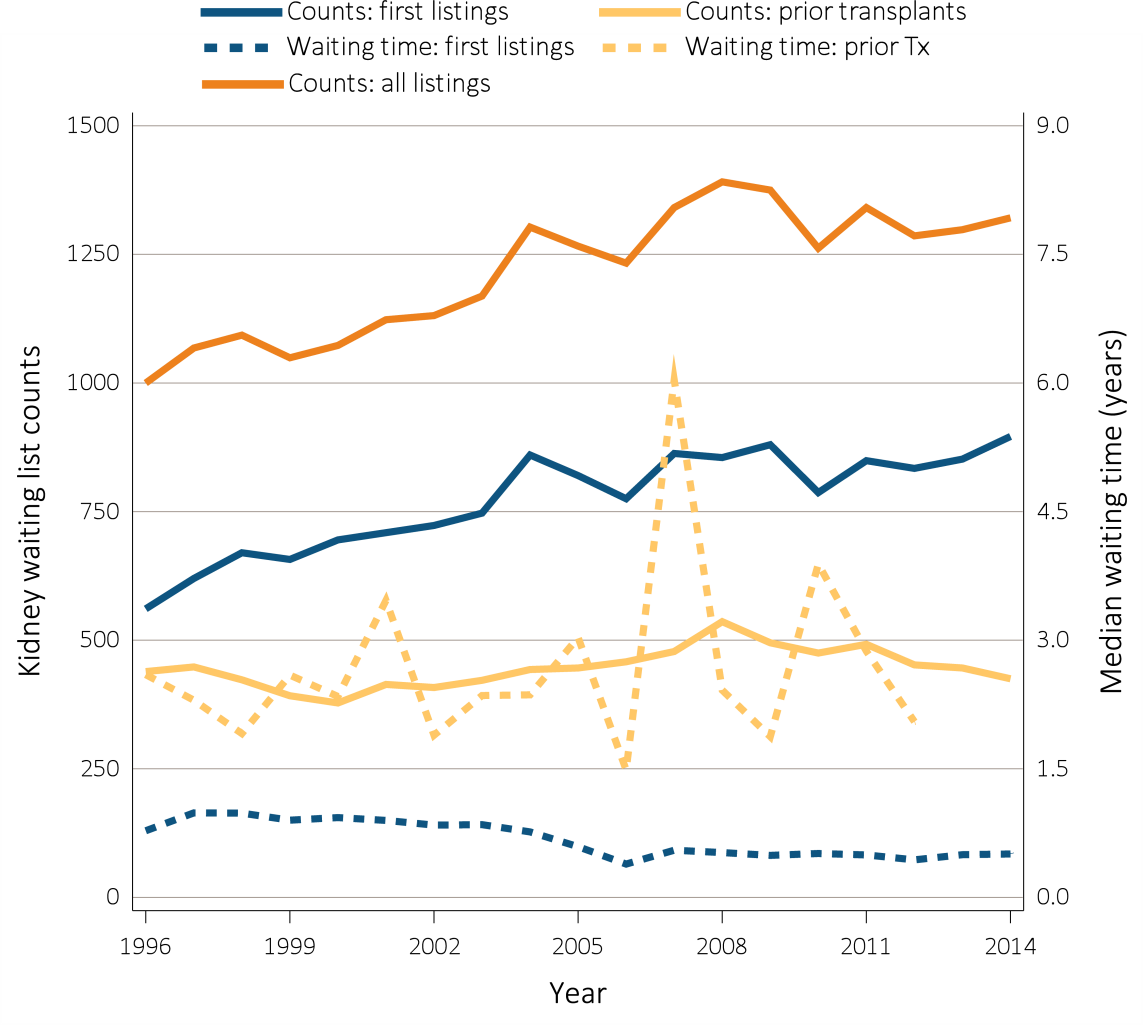 Counts: first listings
Counts: prior transplants
Waiting time: first listings
Waiting time: prior Tx
Counts: all listings
1500
9.0
1250
7.5
1000
6.0
750
4.5
500
3.0
250
1.5
0
0.0
Kidney waiting list counts
Median waiting time (years)
1996
1999
2002
2005
2008
2011
2014
Year